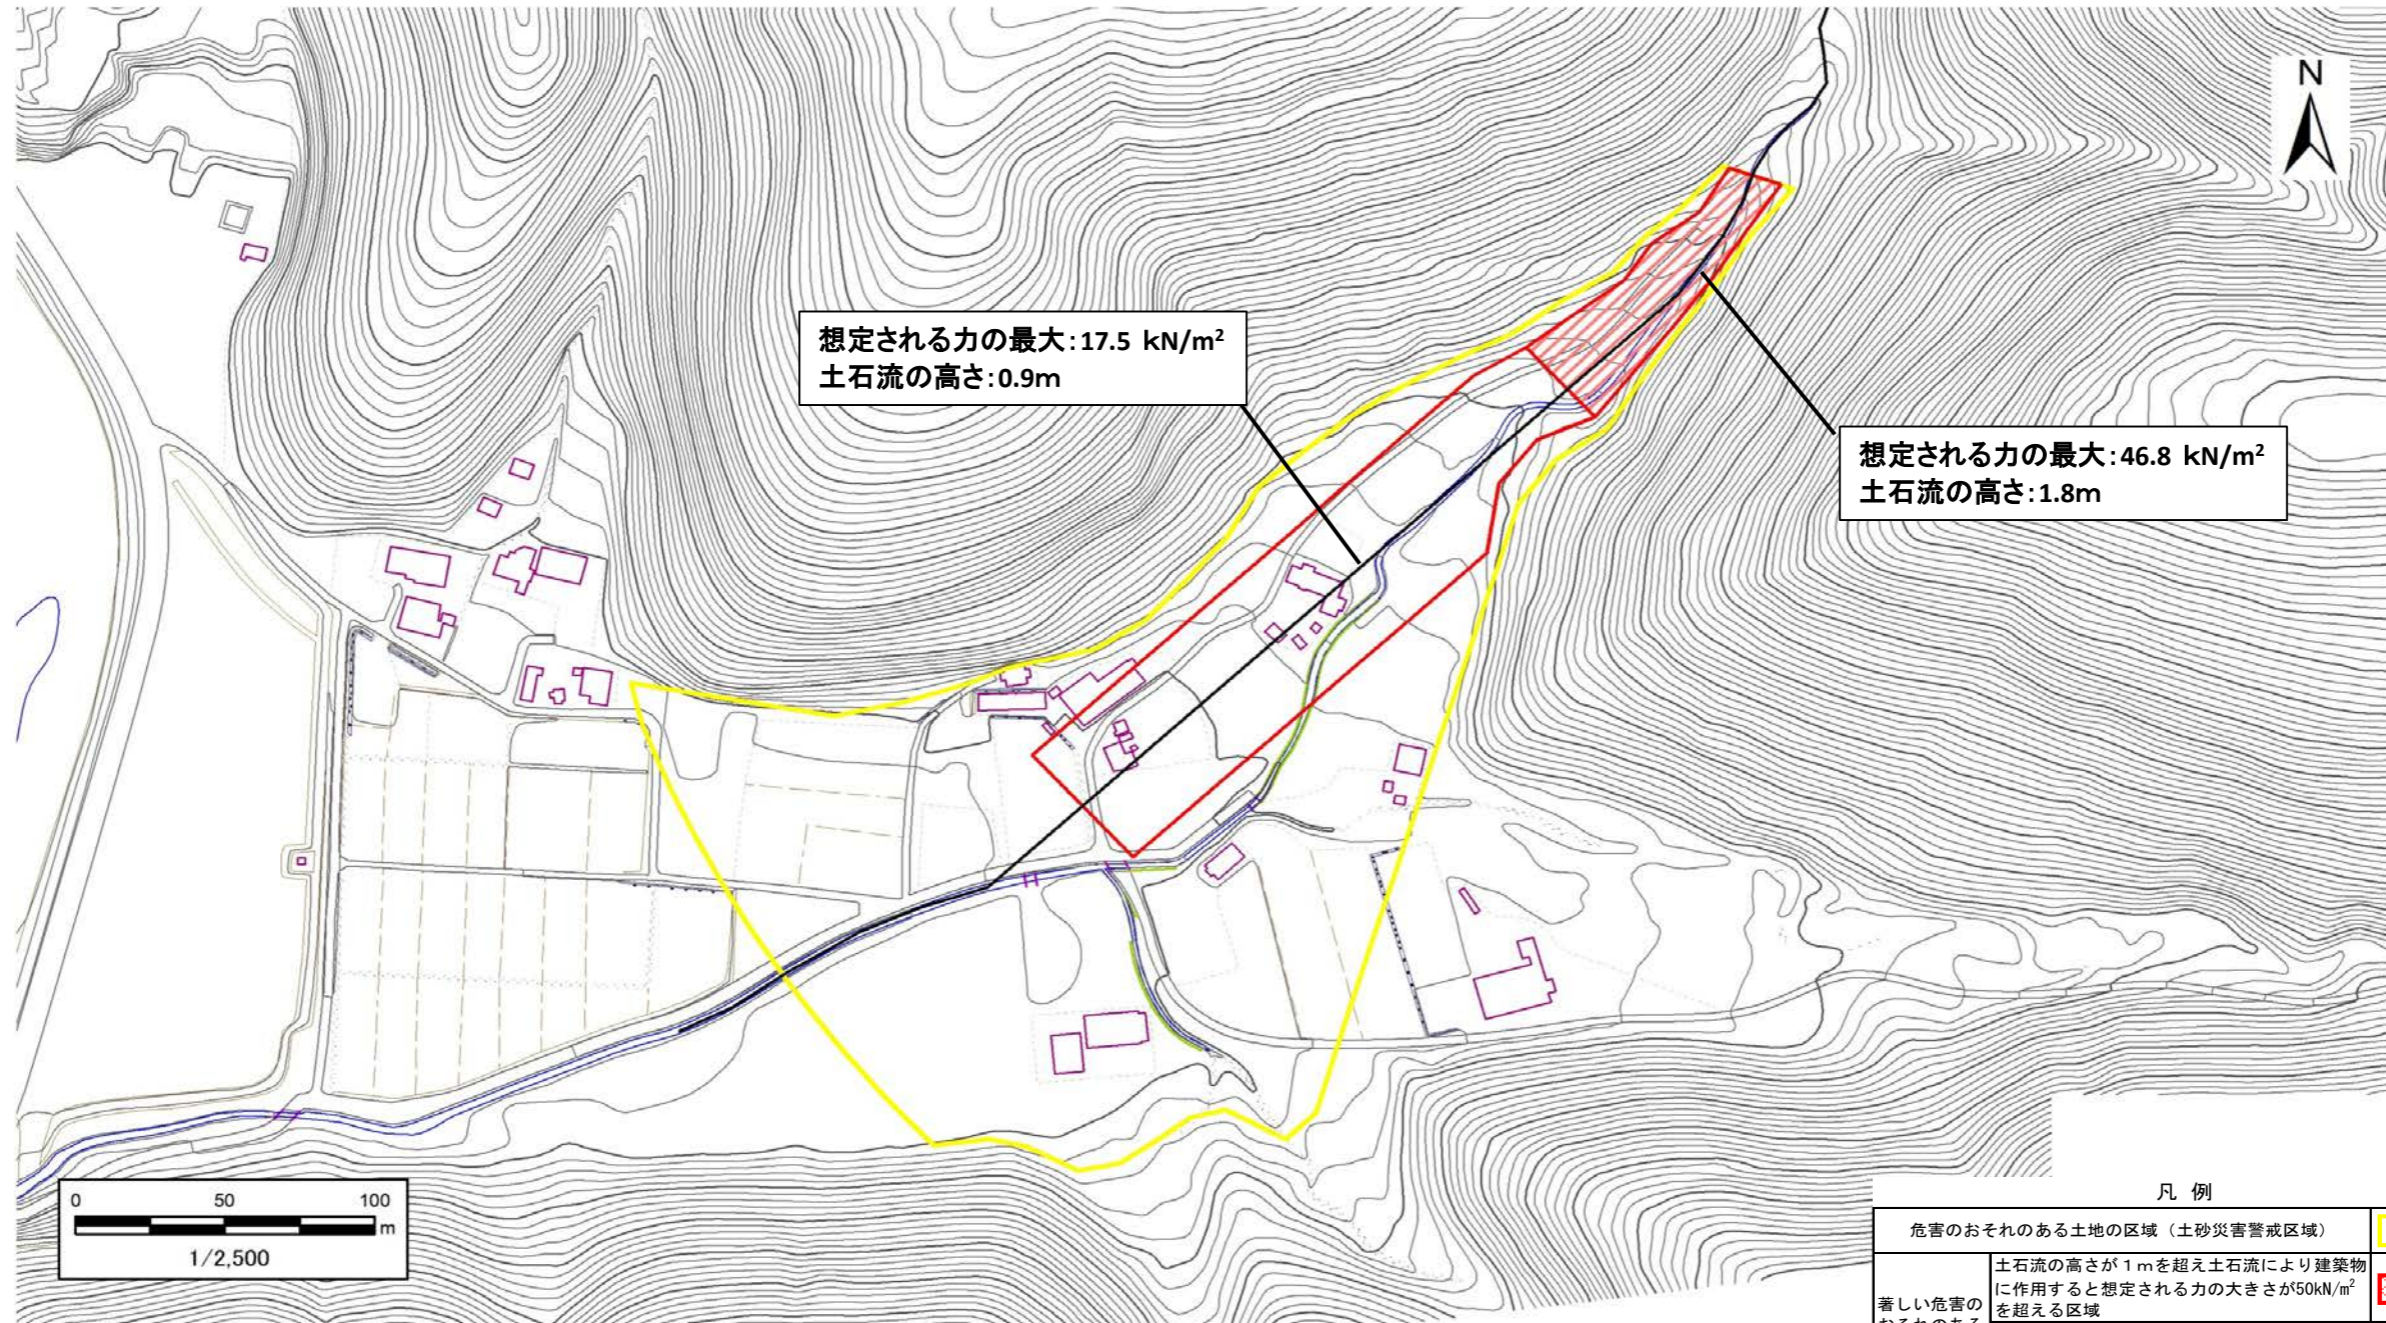 N
想定される力の最大:17.5 kN/m²
土石流の高さ:0.9m
想定される力の最大:46.8 kN/m²
土石流の高さ:1.8m
0 50 100
m
1/2,500
凡 例
危害のおそれのある土地の区域（土砂災害警戒区域）
土石流の高さが１ｍを超え土石流により建築物
に作用すると想定される力の大きさが50kN/㎡
を超える区域
著しい危害の
おそれのある